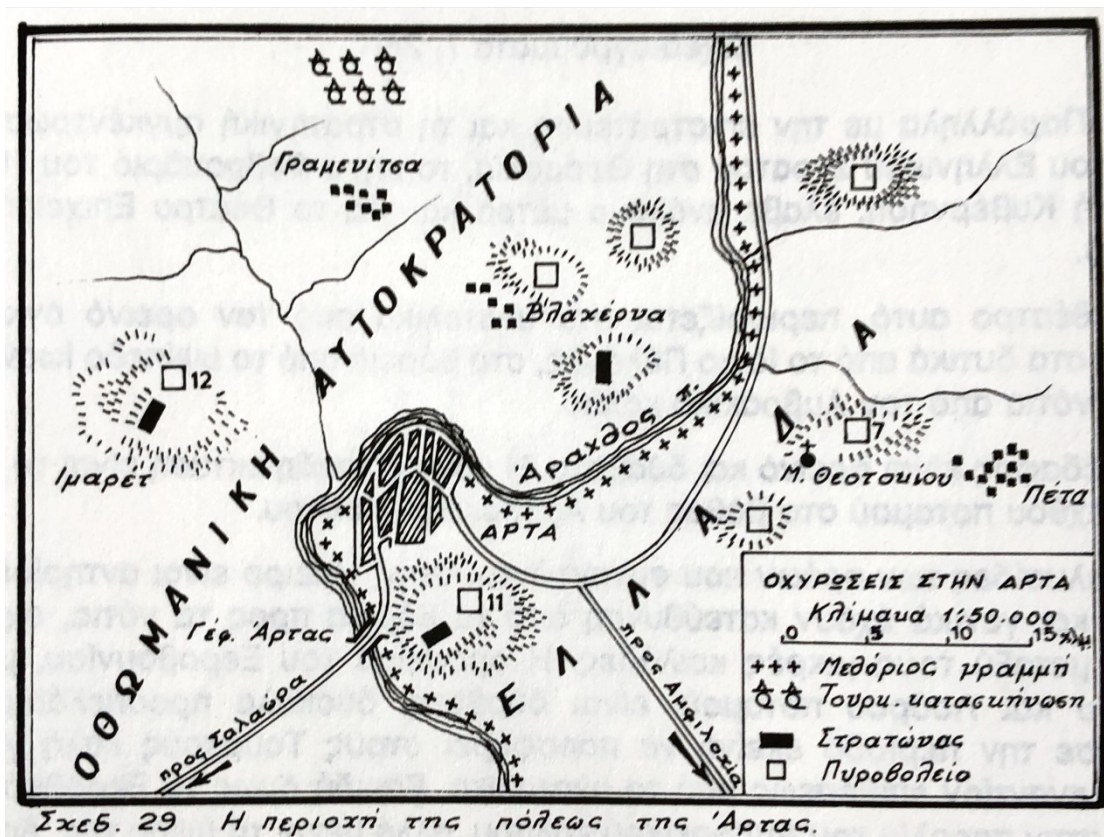 Γραμενίτσα
ΟΘΩΜΑΝΙΚΗ ΑΥΤΟΚΡΑΤΟΡΙΑ
Βλαχέρνα
12
Ιμαρέτ
Άραχθος
ΑΡΤΑ
ΕΛΛΑΔΑ
7
Μ. Θεοτοκίου
Πέτα
11
Γέφ. Άρτας
προς Σαλαώρα
προς Αμφιλοχία
ΟΧΥΡΩΣΕΙΣ ΣΤΗΝ ΑΡΤΑ
Κλίμακα 1:50.000
0 5 10 15 χλμ
Μεθόριος γραμμή
Τουρκ. κατασκήνωση
Στρατώνας
Πυροβολείο
Σχεδ 29 Η περιοχή της πόλεως της Άρτας.